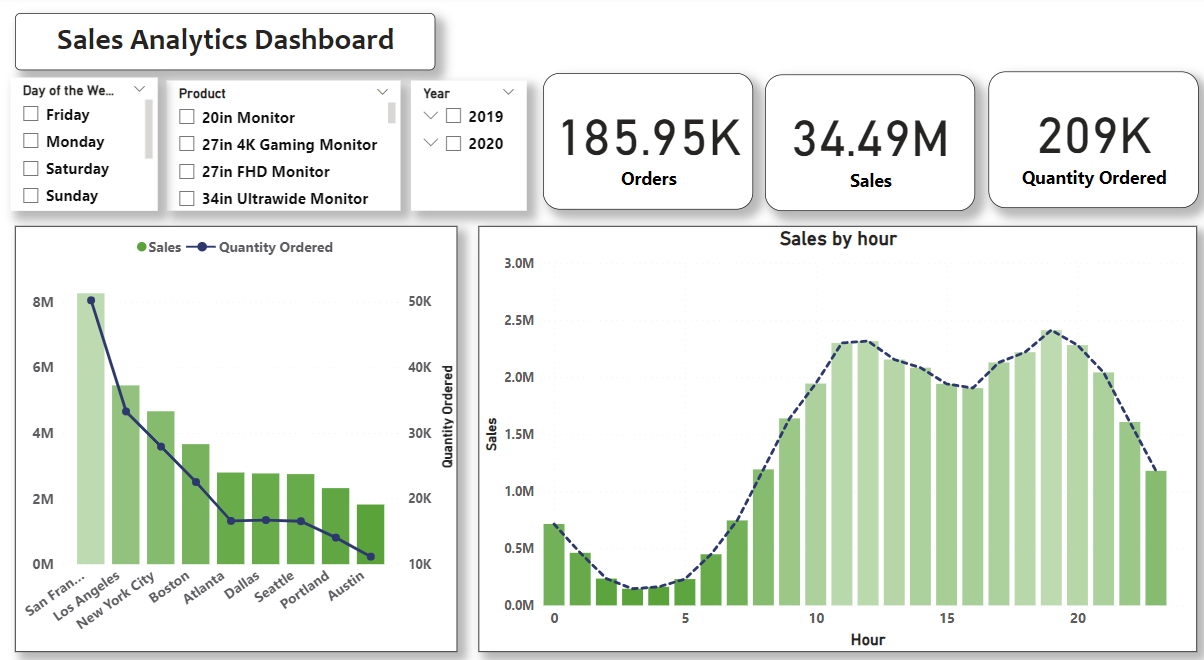 Sales Analytics Dashboard
Day of the We...
Friday
Monday
Saturday
Sunday
Product
20in Monitor
27in 4K Gaming Monitor
27in FHD Monitor
34in Ultrawide Monitor
Year
2019
2020
185.95K
Orders
34.49M
Sales
209K
Quantity Ordered
Sales Quantity Ordered
8M
6M
4M
2M
0M
50K
40K
30K
20K
10K
Quantity Ordered
San Fran...
Los Angeles
New York City
Boston
Atlanta
Dallas
Seattle
Portland
Austin
Sales by hour
3.0M
2.5M
2.0M
1.5M
1.0M
0.5M
0.0M
Sales
0 5 10 15 20
Hour